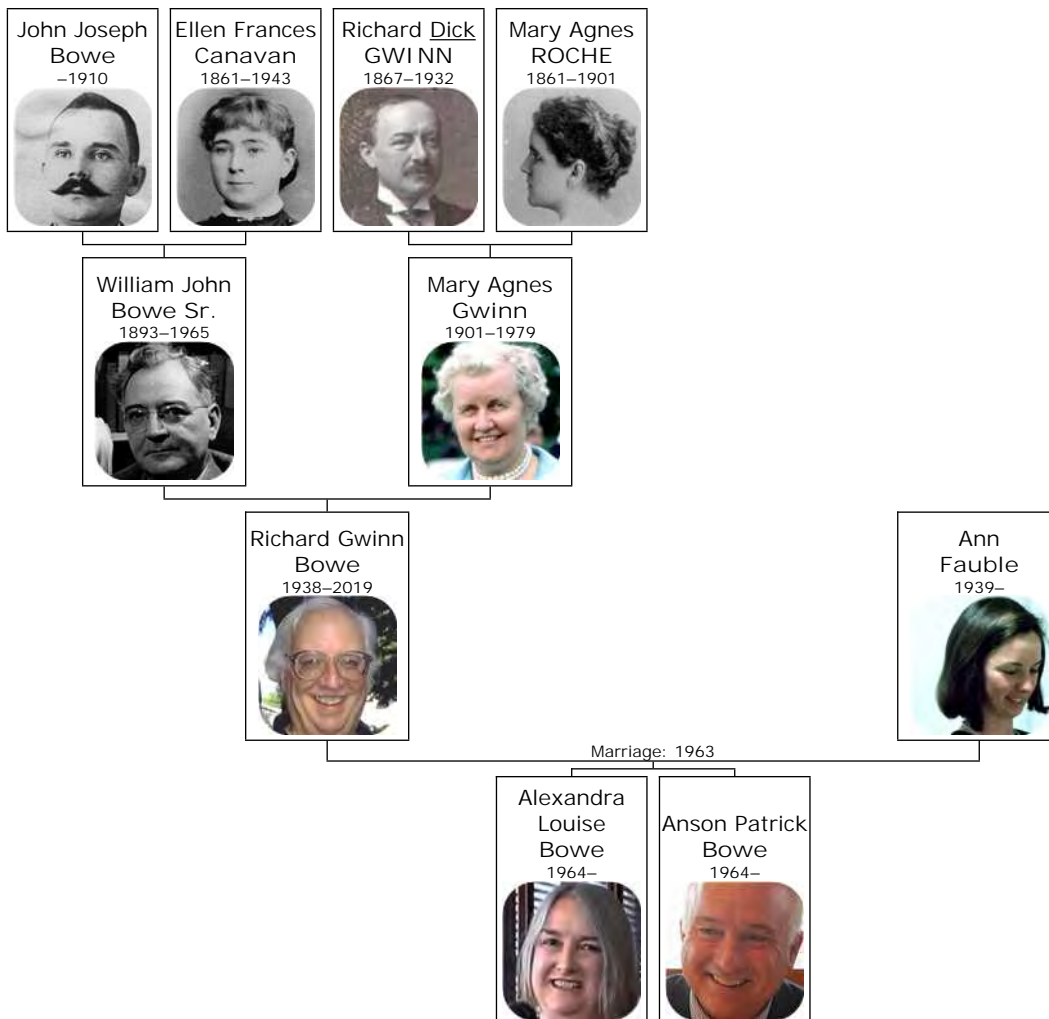 John Joseph
Bowe
–1910
Ellen Frances
Canavan
1861–1943
Richard Dick
GWINN
1867–1932
Mary Agnes
ROCHE
1861–1901
William John
Bowe Sr.
1893–1965
Mary Agnes
Gwinn
1901–1979
Richard Gwinn
Bowe
1938–2019
Ann
Fauble
1939–
Marriage: 1963
Alexandra
Louise
Bowe
1964–
Anson Patrick
Bowe
1964–